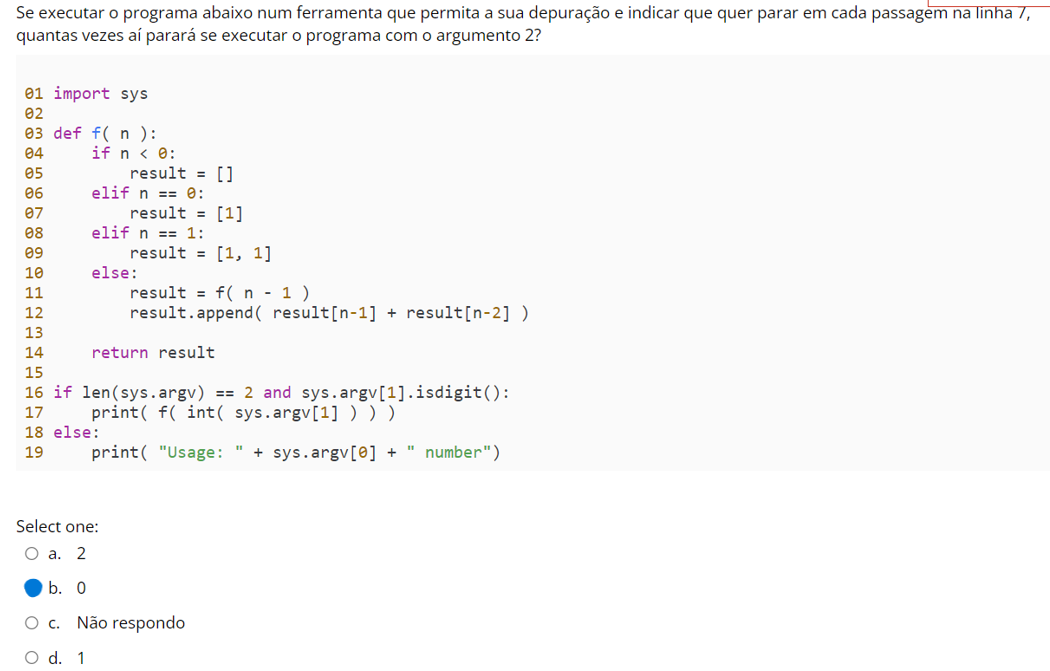 Se executar o programa abaixo num ferramenta que permita a sua depuração e indicar que quer parar em cada passagem na linha 7,
quantas vezes aí parará se executar o programa com o argumento 2?
01 import sys
02
03 def f( n ):
04     if n < 0:
05         result = []
06     elif n == 0:
07         result = [1]
08     elif n == 1:
09         result = [1, 1]
10     else:
11         result = f( n - 1 )
12         result.append( result[n-1] + result[n-2] )
13
14     return result
15
16 if len(sys.argv) == 2 and sys.argv[1].isdigit():
17     print( f( int( sys.argv[1] ) ) )
18 else:
19     print( "Usage: " + sys.argv[0] + " number")
Select one:
a. 2
b. 0
c. Não respondo
d. 1